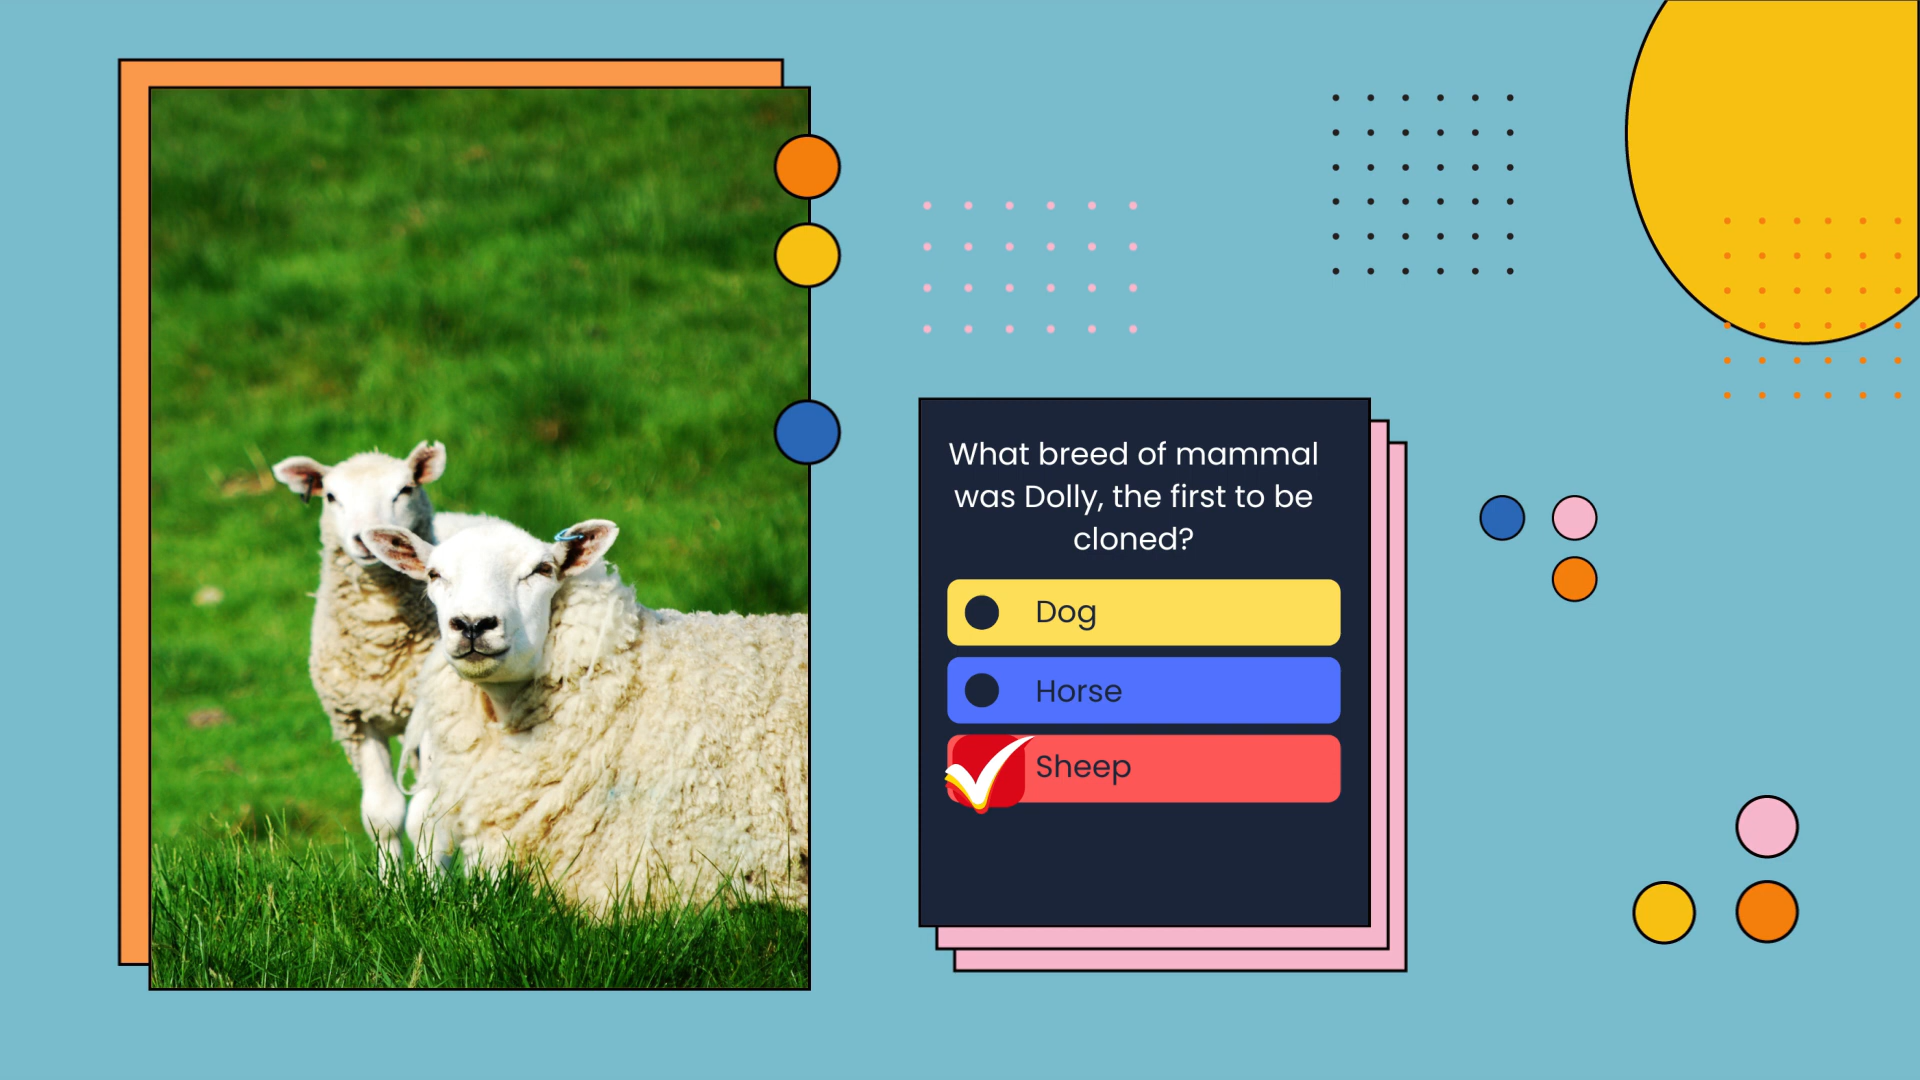 What breed of mammal
was Dolly, the first to be
cloned?
Dog
Horse
Sheep